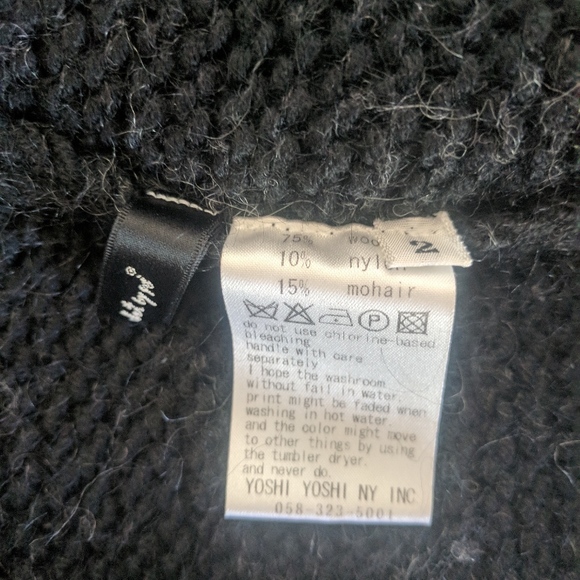 2
75% woo
10% nylon
15% mohair
P
do not use chlorine-based
bleaching
handle with care
separately
I hope the washroom
without fail in water.
print might be faded when
washing in hot water.
and the color might move
to other things by using
the tumbler dryer.
and never do.
YOSHI YOSHI NY INC
058-323-5001